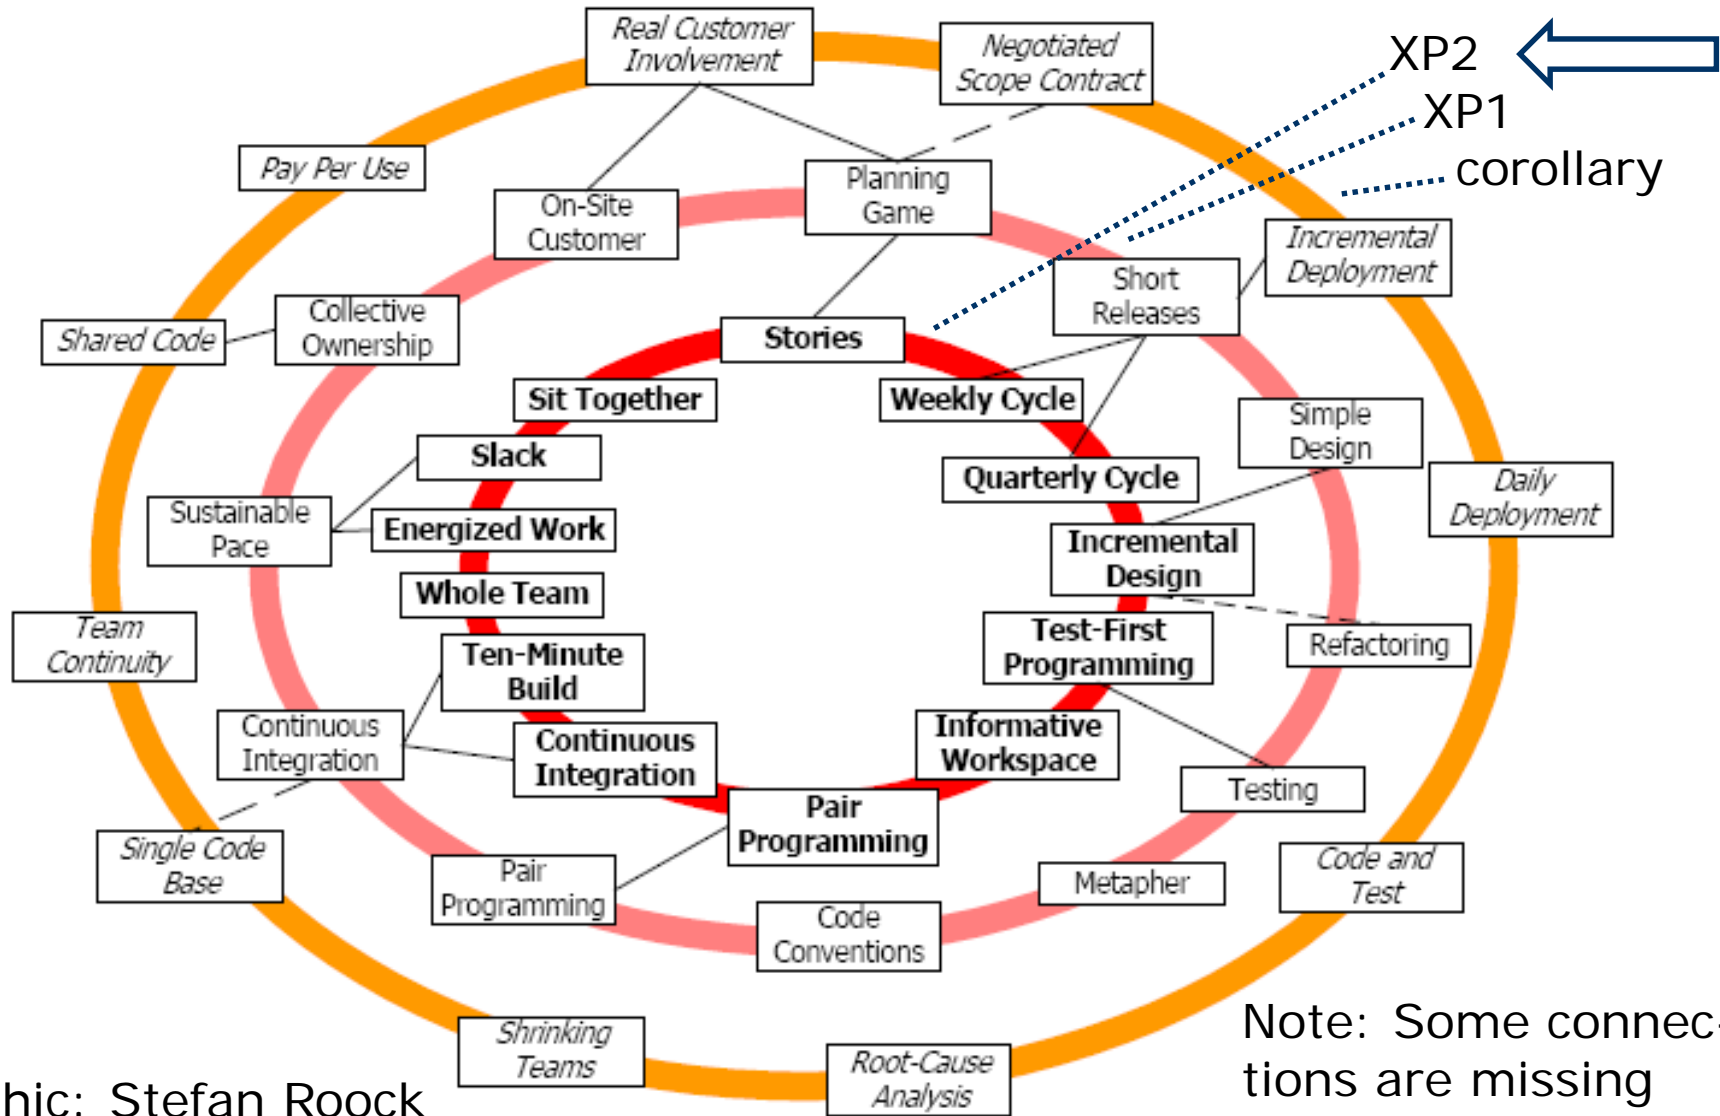 Real Customer
Involvement
Negotiated
Scope Contract
XP2
XP1
corollary
Pay Per Use
Planning
Game
On-Site
Customer
Incremental
Deployment
Short
Releases
Shared Code
Collective
Ownership
Stories
Sit Together
Weekly Cycle
Simple
Design
Slack
Quarterly Cycle
Daily
Deployment
Sustainable
Pace
Energized Work
Incremental
Design
Whole Team
Team
Continuity
Test-First
Programming
Refactoring
Ten-Minute
Build
Continuous
Integration
Continuous
Integration
Informative
Workspace
Testing
Pair
Programming
Single Code
Base
Pair
Programming
Metapher
Code and
Test
Code
Conventions
Shrinking
Teams
Root-Cause
Analysis
Note: Some connec-
tions are missing
hic: Stefan Roock